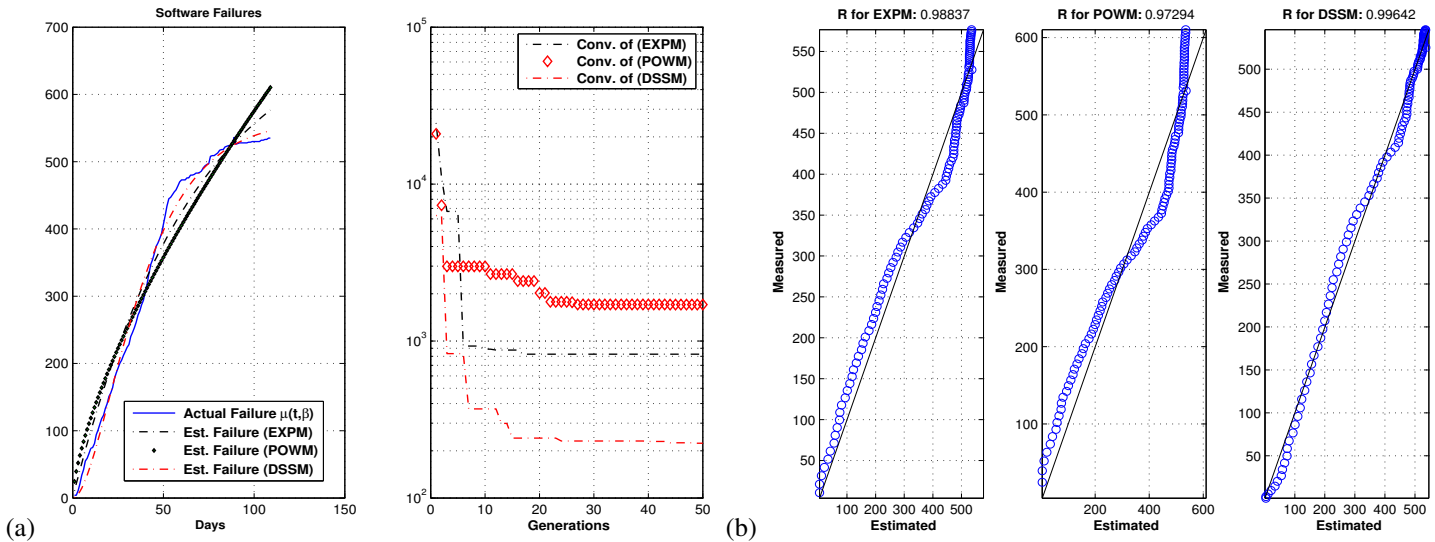 Software Failures
700
600
500
400
300
200
100
0
0
50
100
150
Days
Actual Failure μ(t,β)
Est. Failure (EXPM)
Est. Failure (POWM)
Est. Failure (DSSM)
(a)
10^5
10^4
10^3
10^2
0
10
20
30
40
50
Generations
Conv. of (EXPM)
Conv. of (POWM)
Conv. of (DSSM)
(b)
R for EXPM: 0.98837
Measured
550
500
450
400
350
300
250
200
150
100
50
100 200 300 400 500
Estimated
R for POWM: 0.97294
Measured
600
500
400
300
200
100
200
400
600
Estimated
R for DSSM: 0.99642
Measured
500
450
400
350
300
250
200
150
100
50
100 200 300 400 500
Estimated